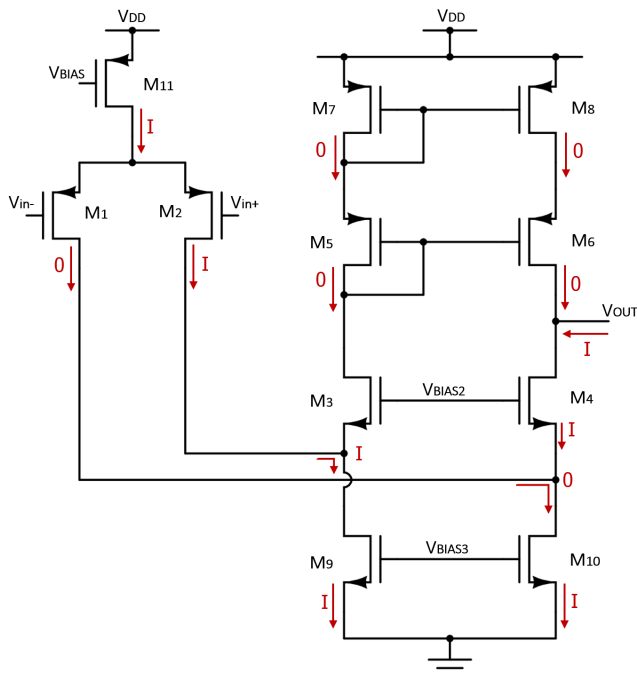 VDD
VDD
VBIAS
M11
I
M7
M8
0
0
Vin-
M1
M2
Vin+
0
I
M5
M6
0
0
VOUT
I
M3
VBIAS2
M4
I
I
0
M9
VBIAS3
M10
I
I